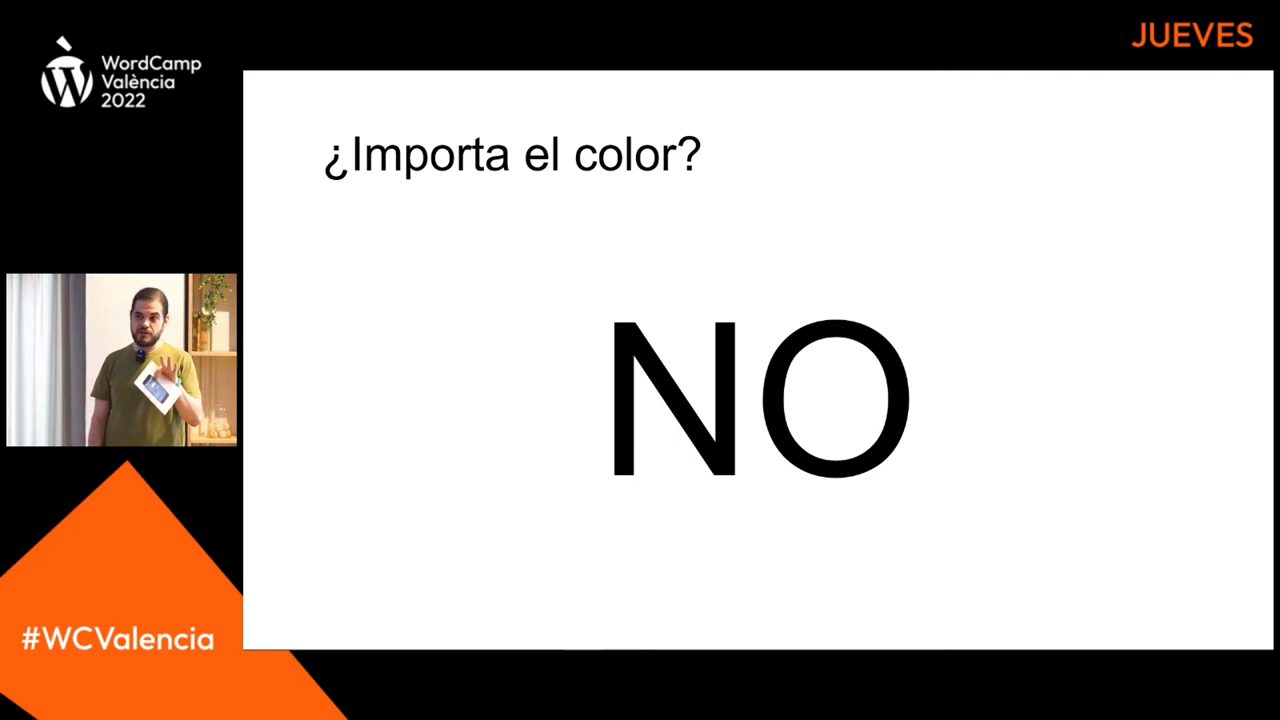 WordCamp
València
2022
JUEVES
¿Importa el color?
NO
#WCValencia